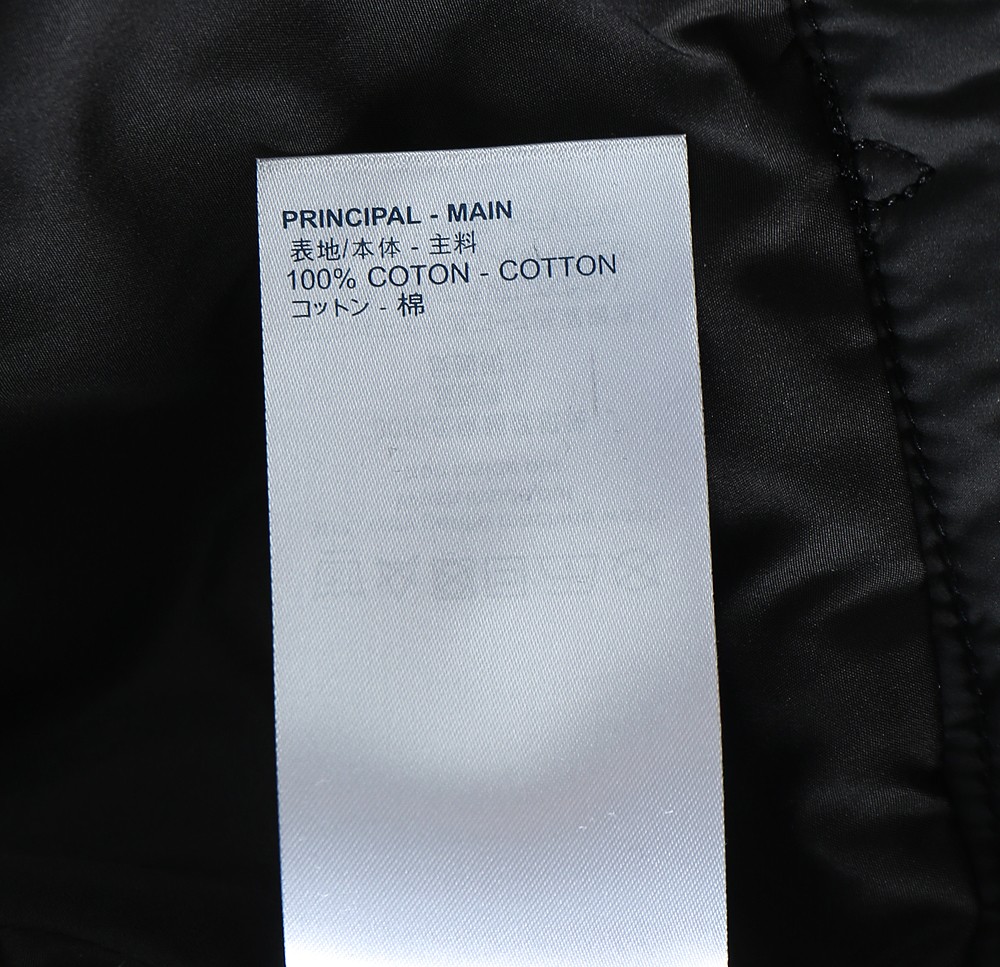 PRINCIPAL - MAIN
表地/本体 - 主料
100% COTON - COTTON
コットン - 棉